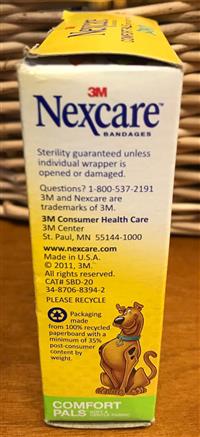 3M
Nexcare™
BANDAGES
Sterility guaranteed unless
individual wrapper is
opened or damaged.
Questions? 1-800-537-2191
3M and Nexcare are
trademarks of 3M.
3M Consumer Health Care
3M Center
St. Paul, MN 55144-1000
www.nexcare.com
Made in U.S.A.
© 2011, 3M.
All rights reserved.
CAT# SBD-20
34-8706-8394-2
PLEASE RECYCLE
Packaging
made
from 100% recycled
paperboard with a
minimum of 35%
post-consumer
content by
weight.
COMFORT
PALS